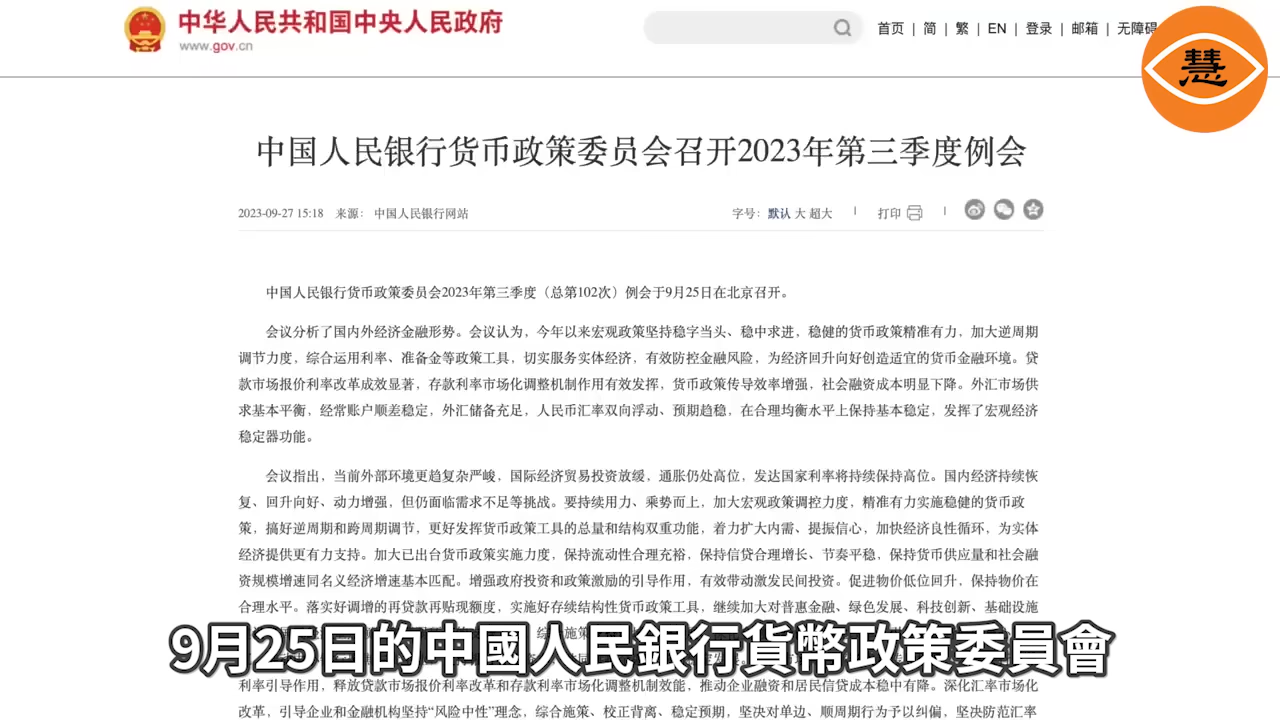 中华人民共和国中央人民政府
www.gov.cn
首页 | 简 | 繁 | EN | 登录 | 邮箱 | 无障碍
慧
中国人民银行货币政策委员会召开2023年第三季度例会
2023-09-27 15:18 来源： 中国人民银行网站 字号：默认 大 超大 | 打印 |
中国人民银行货币政策委员会2023年第三季度（总第102次）例会于9月25日在北京召开。
会议分析了国内外经济金融形势。会议认为，今年以来宏观政策坚持稳字当头、稳中求进，稳健的货币政策精准有力，加大逆周期
调节力度，综合运用利率、准备金等政策工具，切实服务实体经济，有效防控金融风险，为经济回升向好创造适宜的货币金融环境。贷
款市场报价利率改革成效显著，存款利率市场化调整机制作用有效发挥，货币政策传导效率增强，社会融资成本明显下降。外汇市场供
求基本平衡，经常账户顺差稳定，外汇储备充足，人民币汇率双向浮动、预期趋稳，在合理均衡水平上保持基本稳定，发挥了宏观经济
稳定器功能。
会议指出，当前外部环境更趋复杂严峻，国际经济贸易投资放缓，通胀仍处高位，发达国家利率将持续保持高位。国内经济持续恢
复、回升向好、动力增强，但仍面临需求不足等挑战。要持续用力、乘势而上，加大宏观政策调控力度，精准有力实施稳健的货币政
策，搞好逆周期和跨周期调节，更好发挥货币政策工具的总量和结构双重功能，着力扩大内需、提振信心，加快经济良性循环，为实体
经济提供更有力支持。加大已出台货币政策实施力度，保持流动性合理充裕，保持信贷合理增长、节奏平稳，保持货币供应量和社会融
资规模增速同名义经济增速基本匹配。增强政府投资和政策激励的引导作用，有效带动激发民间投资。促进物价低位回升，保持物价在
合理水平。落实好调增的再贷款再贴现额度，实施好存续结构性货币政策工具，继续加大对普惠金融、绿色发展、科技创新、基础设施
9月25日的中國人民銀行貨幣政策委員會
利率引导作用，释放贷款市场报价利率改革和存款利率市场化调整机制效能，推动企业融资和居民信贷成本稳中有降。深化汇率市场化
改革，引导企业和金融机构坚持“风险中性”理念，综合施策、校正背离、稳定预期，坚决对单边、顺周期行为予以纠偏，坚决防范汇率